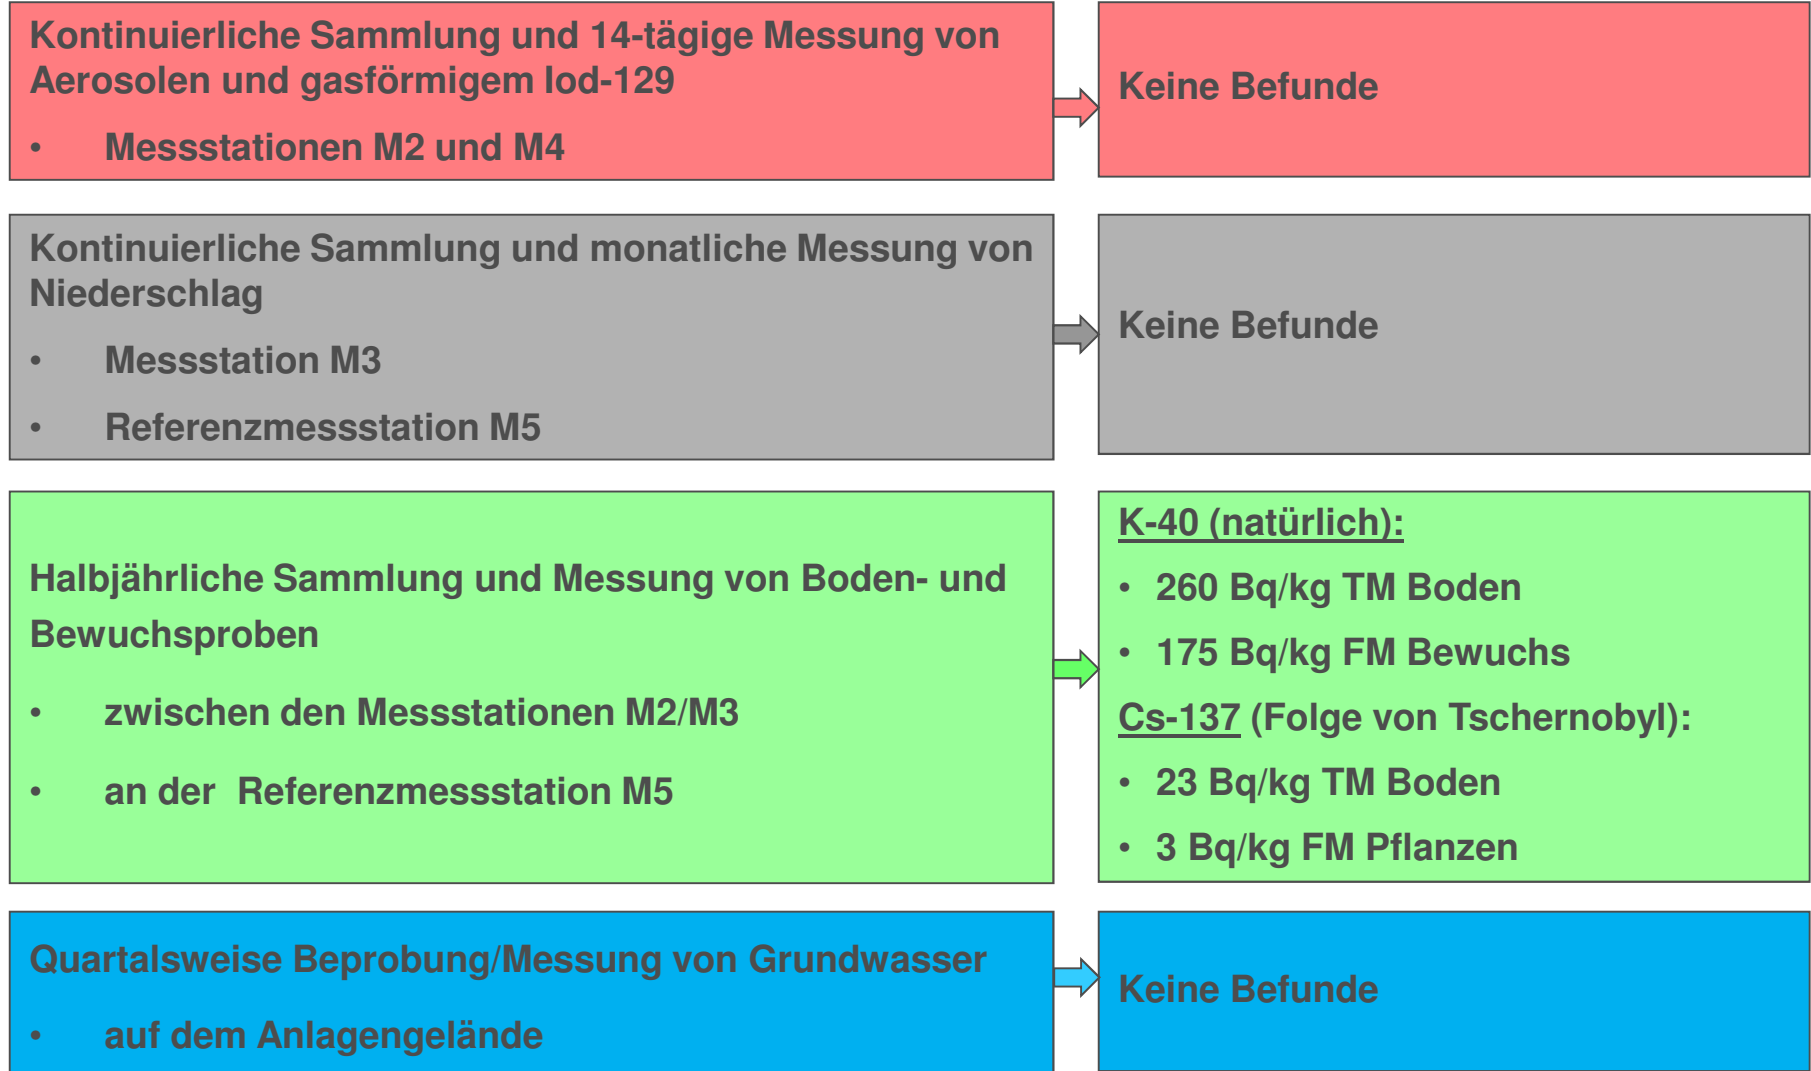 Kontinuierliche Sammlung und 14-tägige Messung von
Aerosolen und gasförmigem Iod-129
• Messstationen M2 und M4
Keine Befunde
Kontinuierliche Sammlung und monatliche Messung von
Niederschlag
• Messstation M3
• Referenzmessstation M5
Keine Befunde
Halbjährliche Sammlung und Messung von Boden- und
Bewuchsproben
• zwischen den Messstationen M2/M3
• an der Referenzmessstation M5
K-40 (natürlich):
• 260 Bq/kg TM Boden
• 175 Bq/kg FM Bewuchs
Cs-137 (Folge von Tschernobyl):
• 23 Bq/kg TM Boden
• 3 Bq/kg FM Pflanzen
Quartalsweise Beprobung/Messung von Grundwasser
• auf dem Anlagengelände
Keine Befunde